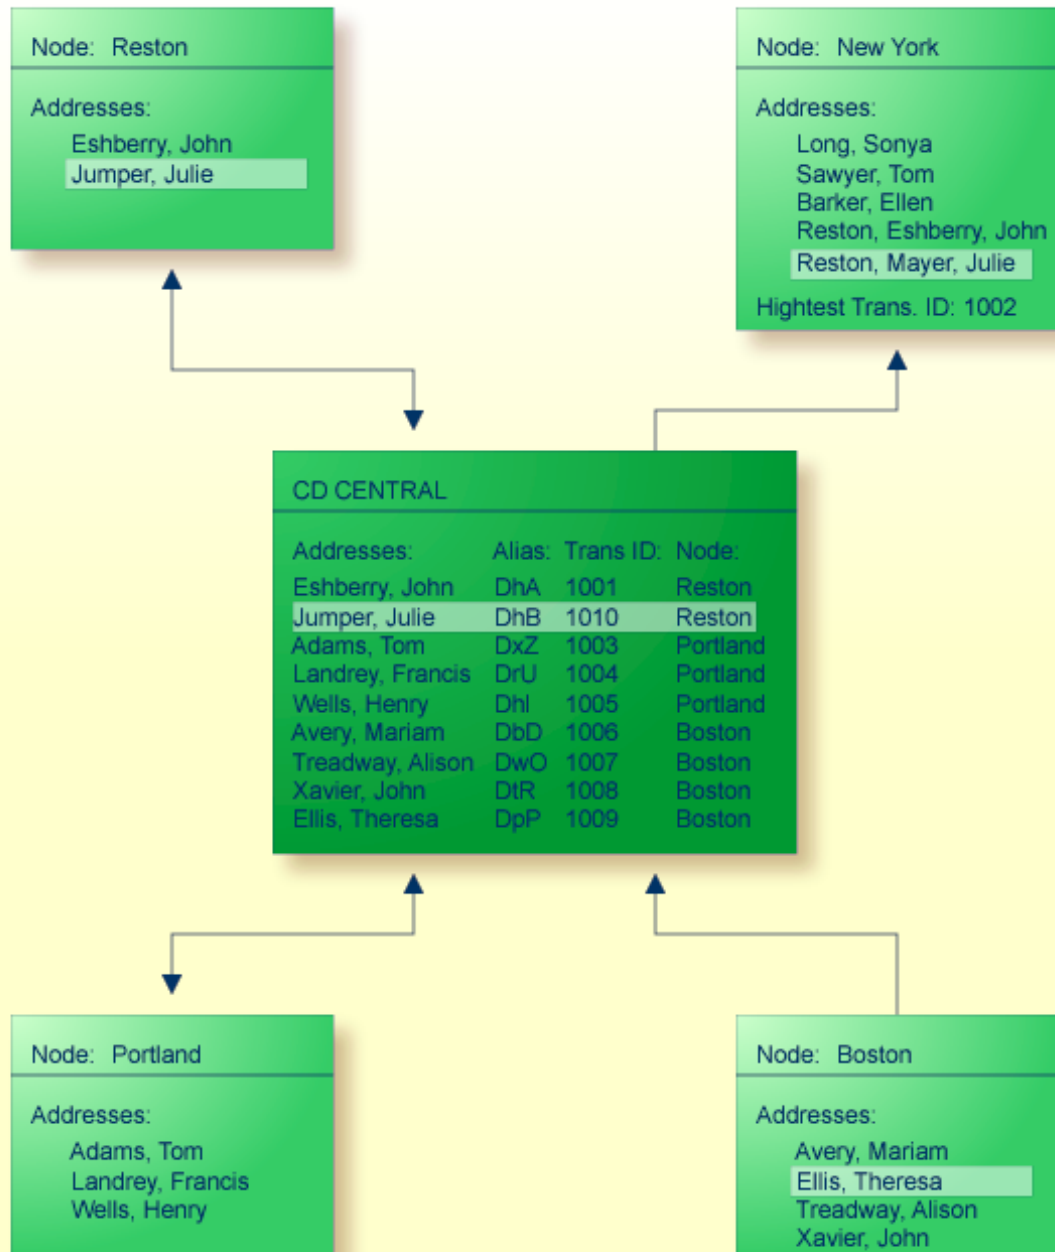 Node: Reston
Addresses:
Eshberry, John
Jumper, Julie
Node: New York
Addresses:
Long, Sonya
Sawyer, Tom
Barker, Ellen
Reston, Eshberry, John
Reston, Mayer, Julie
Hightest Trans. ID: 1002
CD CENTRAL
Addresses: Alias: Trans ID: Node:
Eshberry, John DhA 1001 Reston
Jumper, Julie DhB 1010 Reston
Adams, Tom DxZ 1003 Portland
Landrey, Francis DrU 1004 Portland
Wells, Henry Dhl 1005 Portland
Avery, Mariam DbD 1006 Boston
Treadway, Alison DwO 1007 Boston
Xavier, John DtR 1008 Boston
Ellis, Theresa DpP 1009 Boston
Node: Portland
Addresses:
Adams, Tom
Landrey, Francis
Wells, Henry
Node: Boston
Addresses:
Avery, Mariam
Ellis, Theresa
Treadway, Alison
Xavier, John